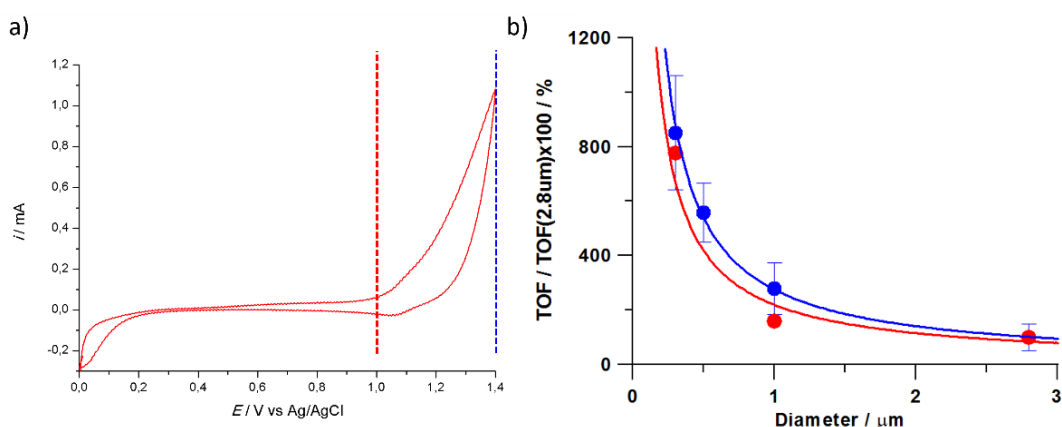 a)
1,2
1,0
0,8
0,6
0,4
0,2
0,0
-0,2
i / mA
0,0 0,2 0,4 0,6 0,8 1,0 1,2 1,4
E / V vs Ag/AgCl
b)
1200
800
400
0
TOF / TOF(2.8um)x100 / %
0 1 2 3
Diameter / μm